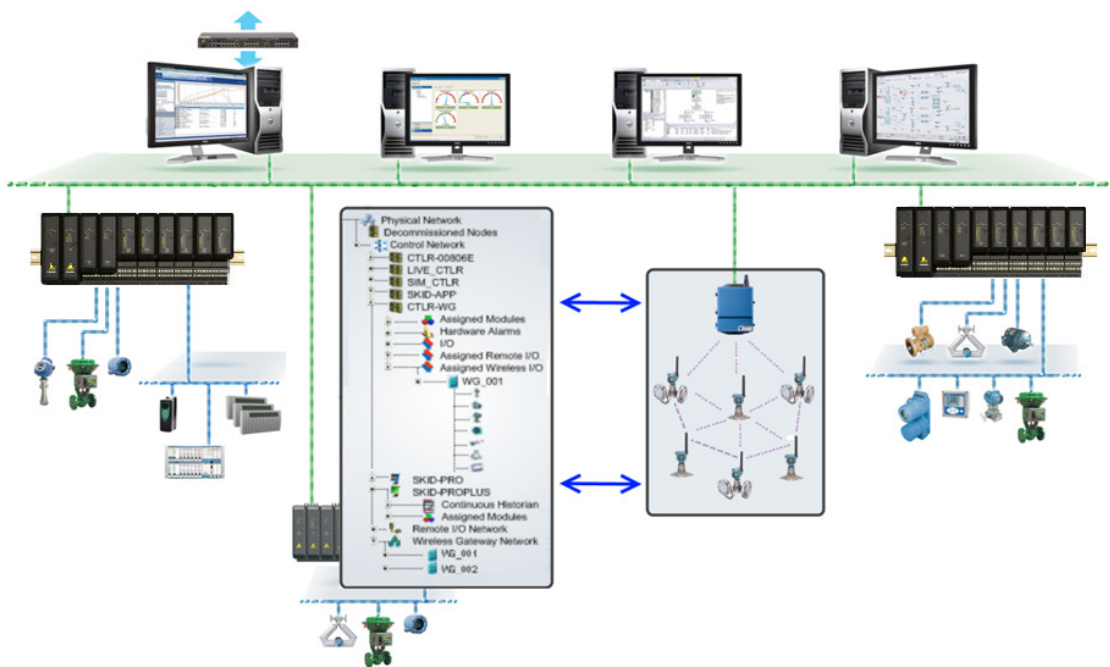 Physical Network
Decommissioned Nodes
Control Network
CTLR-00806E
LIVE_CTLR
SIM_CTLR
SKID-APP
CTLR-WG
Assigned Modules
Hardware Alarms
I/O
Assigned Remote I/O.
Assigned Wireless I/O
WG_001
SKID-PRO
SKID-PROPLUS
Continuous Historian
Assigned Modules
Remote I/O Network
Wireless Gateway Network
WG_001
WG_002